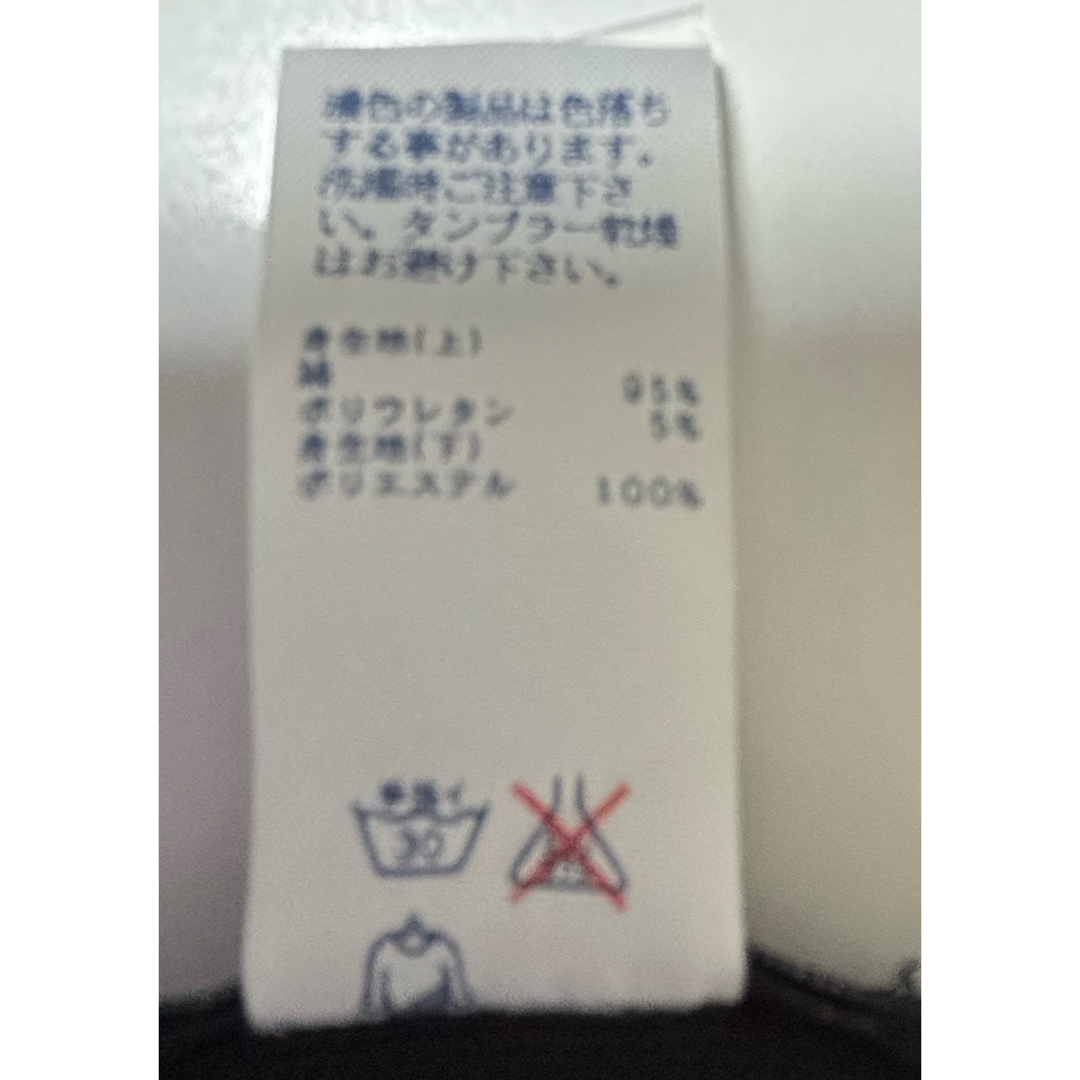 濃色の製品は色落ち
する事があります。
洗濯時ご注意下さ
い。タンブラー乾燥
はお避け下さい。
身生地(上)
綿 95%
ポリウレタン 5%
身生地(下)
ポリエステル 100%
手洗イ
30